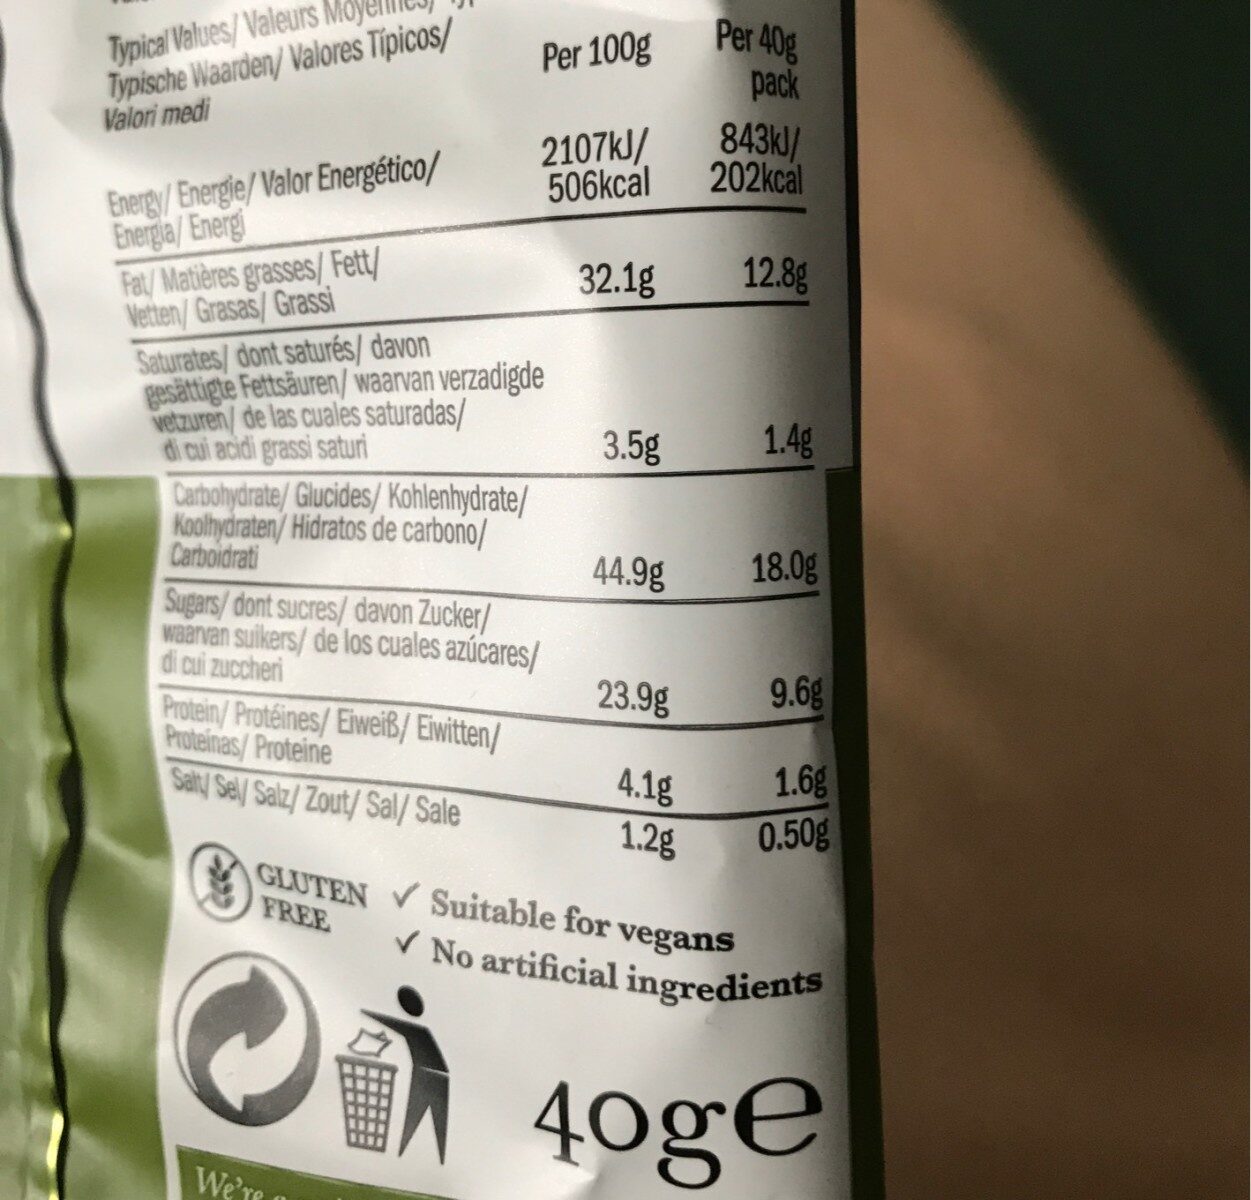 Typical Values/ Valeurs Moyennes/
Typische Waarden/ Valores Típicos/
Valori medi
Per 100g
Per 40g
pack
Energy/ Energie/ Valor Energético/
Energia/ Energi
2107kJ/
506kcal
843kJ/
202kcal
Fat/ Matières grasses/ Fett/
Vetten/ Grasas/ Grassi
32.1g
12.8g
Saturates/ dont saturés/ davon
gesättigte Fettsäuren/ waarvan verzadigde
vetzuren/ de las cuales saturadas/
di cui acidi grassi saturi
3.5g
1.4g
Carbohydrate/ Glucides/ Kohlenhydrate/
Koolhydraten/ Hidratos de carbono/
Carboidrati
44.9g
18.0g
Sugars/ dont sucres/ davon Zucker/
waarvan suikers/ de los cuales azúcares/
di cui zuccheri
23.9g
9.6g
Protein/ Protéines/ Eiweiß/ Eiwitten/
Proteinas/ Proteine
4.1g
1.6g
Salt/ Sel/ Salz/ Zout/ Sal/ Sale
1.2g
0.50g
GLUTEN
FREE
✓ Suitable for vegans
✓ No artificial ingredients
40g e
We're